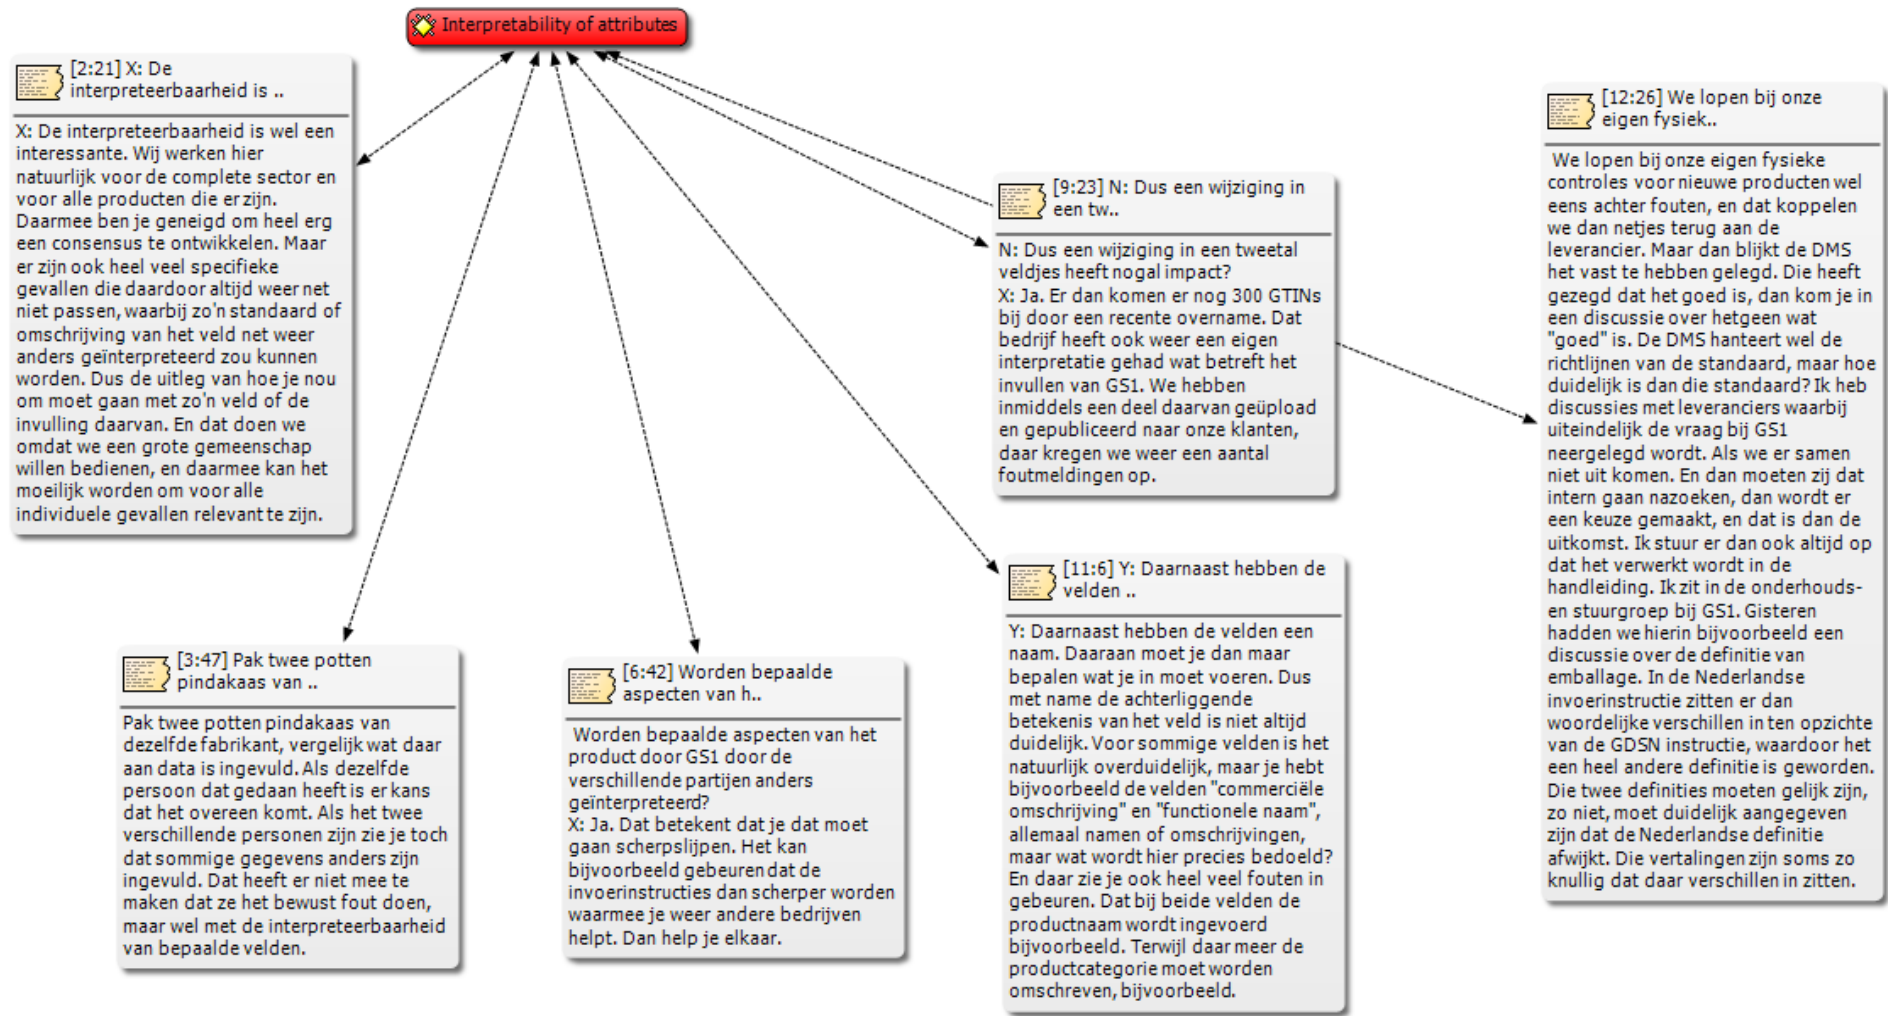 Interpretability of attributes
[2:21] X: De
interpreteerbaarheid is ..
X: De interpreteerbaarheid is wel een
interessante. Wij werken hier
natuurlijk voor de complete sector en
voor alle producten die er zijn.
Daarmee ben je geneigd om heel erg
een consensus te ontwikkelen. Maar
er zijn ook heel veel specifieke
gevallen die daardoor altijd weer net
niet passen, waarbij zo'n standaard of
omschrijving van het veld net weer
anders geïnterpreteerd zou kunnen
worden. Dus de uitleg van hoe je nou
om moet gaan met zo'n veld of de
invulling daarvan. En dat doen we
omdat we een grote gemeenschap
willen bedienen, en daarmee kan het
moeilijk worden om voor alle
individuele gevallen relevant te zijn.
[3:47] Pak twee potten
pindakaas van ..
Pak twee potten pindakaas van
dezelfde fabrikant, vergelijk wat daar
aan data is ingevuld. Als dezelfde
persoon dat gedaan heeft is er kans
dat het overeen komt. Als het twee
verschillende personen zijn zie je toch
dat sommige gegevens anders zijn
ingevuld. Dat heeft er niet mee te
maken dat ze het bewust fout doen,
maar wel met de interpreteerbaarheid
van bepaalde velden.
[6:42] Worden bepaalde
aspecten van h..
Worden bepaalde aspecten van het
product door GS1 door de
verschillende partijen anders
geïnterpreteerd?
X: Ja. Dat betekent dat je dat moet
gaan scherpslijpen. Het kan
bijvoorbeeld gebeuren dat de
invoerinstructies dan scherper worden
waarmee je weer andere bedrijven
helpt. Dan help je elkaar.
[9:23] N: Dus een wijziging in
een tw..
N: Dus een wijziging in een tweetal
veldjes heeft nogal impact?
X: Ja. Er dan komen er nog 300 GTINs
bij door een recente overname. Dat
bedrijf heeft ook weer een eigen
interpretatie gehad wat betreft het
invullen van GS1. We hebben
inmiddels een deel daarvan geüpload
en gepubliceerd naar onze klanten,
daar kregen we weer een aantal
foutmeldingen op.
[11:6] Y: Daarnaast hebben de
velden ..
Y: Daarnaast hebben de velden een
naam. Daaraan moet je dan maar
bepalen wat je in moet voeren. Dus
met name de achterliggende
betekenis van het veld is niet altijd
duidelijk. Voor sommige velden is het
natuurlijk overduidelijk, maar je hebt
bijvoorbeeld de velden "commerciële
omschrijving" en "functionele naam",
allemaal namen of omschrijvingen,
maar wat wordt hier precies bedoeld?
En daar zie je ook heel veel fouten in
gebeuren. Dat bij beide velden de
productnaam wordt ingevoerd
bijvoorbeeld. Terwijl daar meer de
productcategorie moet worden
omschreven, bijvoorbeeld.
[12:26] We lopen bij onze
eigen fysiek..
We lopen bij onze eigen fysieke
controles voor nieuwe producten wel
eens achter fouten, en dat koppelen
we dan netjes terug aan de
leverancier. Maar dan blijkt de DMS
het vast te hebben gelegd. Die heeft
gezegd dat het goed is, dan kom je in
een discussie over hetgeen wat
"goed" is. De DMS hanteert wel de
richtlijnen van de standaard, maar hoe
duidelijk is dan die standaard? Ik heb
discussies met leveranciers waarbij
uiteindelijk de vraag bij GS1
neergelegd wordt. Als we er samen
niet uit komen. En dan moeten zij dat
intern gaan nazoeken, dan wordt er
een keuze gemaakt, en dat is dan de
uitkomst. Ik stuur er dan ook altijd op
dat het verwerkt wordt in de
handleiding. Ik zit in de onderhouds-
en stuurgroep bij GS1. Gisteren
hadden we hierin bijvoorbeeld een
discussie over de definitie van
emballage. In de Nederlandse
invoerinstructie zitten er dan
woordelijke verschillen in ten opzichte
van de GDSN instructie, waardoor het
een heel andere definitie is geworden.
Die twee definities moeten gelijk zijn,
zo niet, moet duidelijk aangegeven
zijn dat de Nederlandse definitie
afwijkt. Die vertalingen zijn soms zo
knullig dat daar verschillen in zitten.